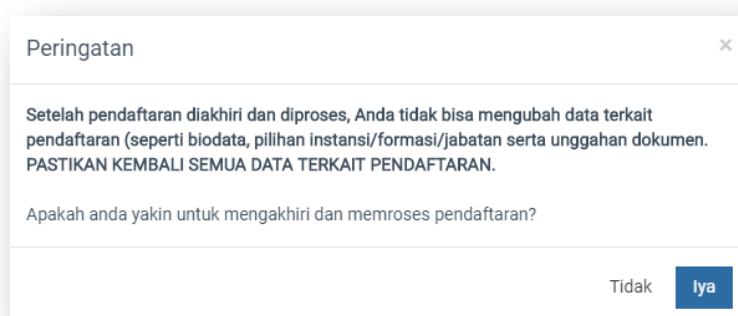 Peringatan ×
Setelah pendaftaran diakhiri dan diproses, Anda tidak bisa mengubah data terkait
pendaftaran (seperti biodata, pilihan instansi/formasi/jabatan serta unggahan dokumen.
PASTIKAN KEMBALI SEMUA DATA TERKAIT PENDAFTARAN.
Apakah anda yakin untuk mengakhiri dan memroses pendaftaran?
Tidak Iya